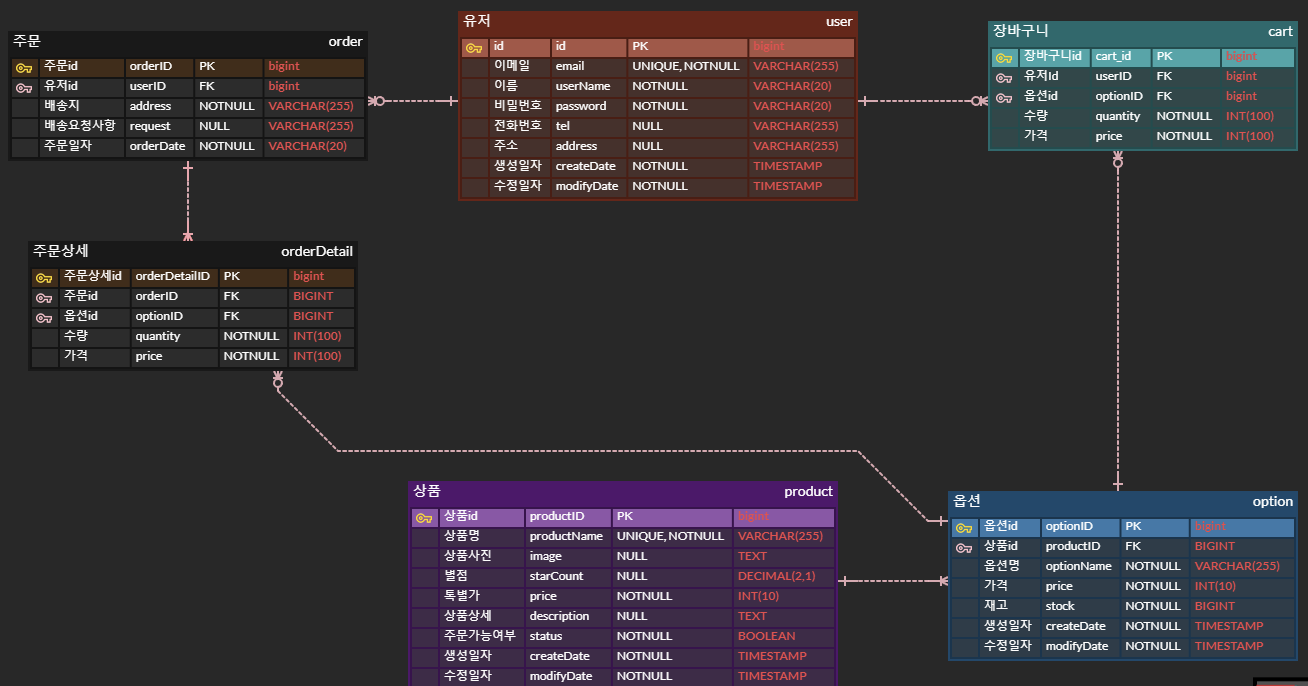 주문 order
주문id orderID PK bigint
유저id userID FK bigint
배송지 address NOTNULL VARCHAR(255)
배송요청사항 request NULL VARCHAR(255)
주문일자 orderDate NOTNULL VARCHAR(20)
유저 user
id id PK bigint
이메일 email UNIQUE, NOTNULL VARCHAR(255)
이름 userName NOTNULL VARCHAR(20)
비밀번호 password NOTNULL VARCHAR(20)
전화번호 tel NULL VARCHAR(255)
주소 address NULL VARCHAR(255)
생성일자 createDate NOTNULL TIMESTAMP
수정일자 modifyDate NOTNULL TIMESTAMP
장바구니 cart
장바구니id cart_id PK bigint
유저Id userID FK bigint
옵션id optionID FK bigint
수량 quantity NOTNULL INT(100)
가격 price NOTNULL INT(100)
주문상세 orderDetail
주문상세id orderDetailID PK bigint
주문id orderID FK BIGINT
옵션id optionID FK BIGINT
수량 quantity NOTNULL INT(100)
가격 price NOTNULL INT(100)
상품 product
상품id productID PK bigint
상품명 productName UNIQUE, NOTNULL VARCHAR(255)
상품사진 image NULL TEXT
별점 starCount NULL DECIMAL(2,1)
톡별가 price NOTNULL INT(10)
상품상세 description NULL TEXT
주문가능여부 status NOTNULL BOOLEAN
생성일자 createDate NOTNULL TIMESTAMP
수정일자 modifyDate NOTNULL TIMESTAMP
옵션 option
옵션id optionID PK bigint
상품id productID FK BIGINT
옵션명 optionName NOTNULL VARCHAR(255)
가격 price NOTNULL INT(10)
재고 stock NOTNULL BIGINT
생성일자 createDate NOTNULL TIMESTAMP
수정일자 modifyDate NOTNULL TIMESTAMP